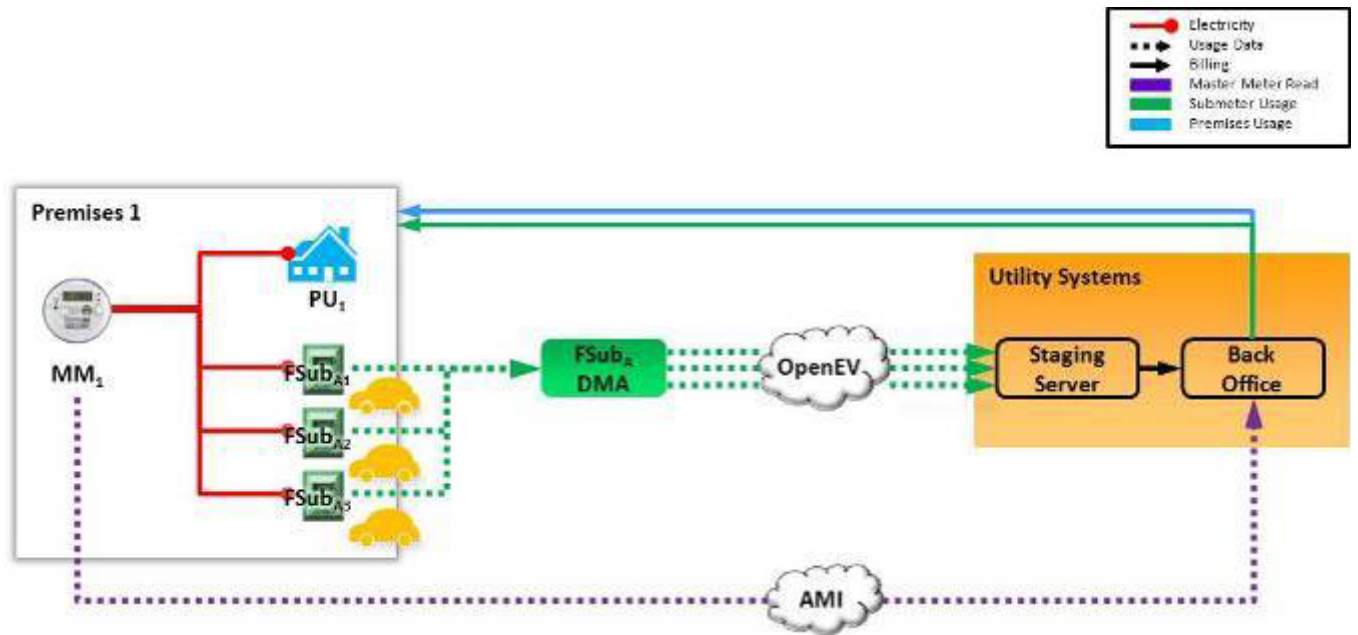 Electricity
Usage Data
Billing
Master Meter Read
Submeter Usage
Premises Usage
Premises 1
PU1
MM1
FSubA1
FSubA2
FSubA3
FSubA
DMA
OpenEV
Utility Systems
Staging
Server
Back
Office
AMI